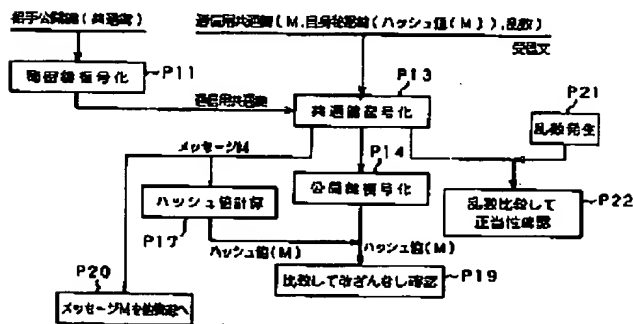 相手公開鍵(共通鍵)
通信用共通鍵(M,自身秘密鍵(ハッシュ値(M)),乱数)
受信文
秘密鍵復号化
P11
通信用共通鍵
P13
共通鍵復号化
P21
乱数発生
メッセージM
P14
公開鍵復号化
ハッシュ値計算
P17
乱数比較して
正当性確認
P22
ハッシュ値(M)
ハッシュ値(M)
P20
メッセージMを
比較して改ざんなし確認
P19